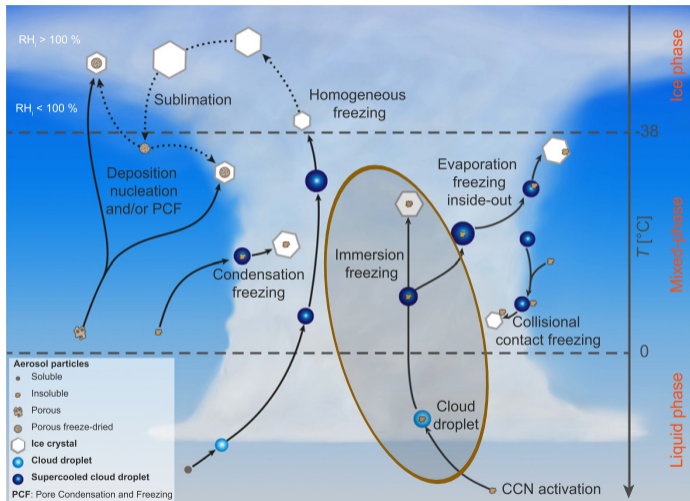 RHi > 100 %
RHi < 100 %
Sublimation
Homogeneous
freezing
Deposition
nucleation
and/or PCF
Condensation
freezing
Immersion
freezing
Evaporation
freezing
inside-out
Collisional
contact freezing
Cloud
droplet
CCN activation
Ice phase
-38
T [°C]
Mixed-phase
0
Liquid phase
Aerosol particles
Soluble
Insoluble
Porous
Porous freeze-dried
Ice crystal
Cloud droplet
Supercooled cloud droplet
PCF: Pore Condensation and Freezing